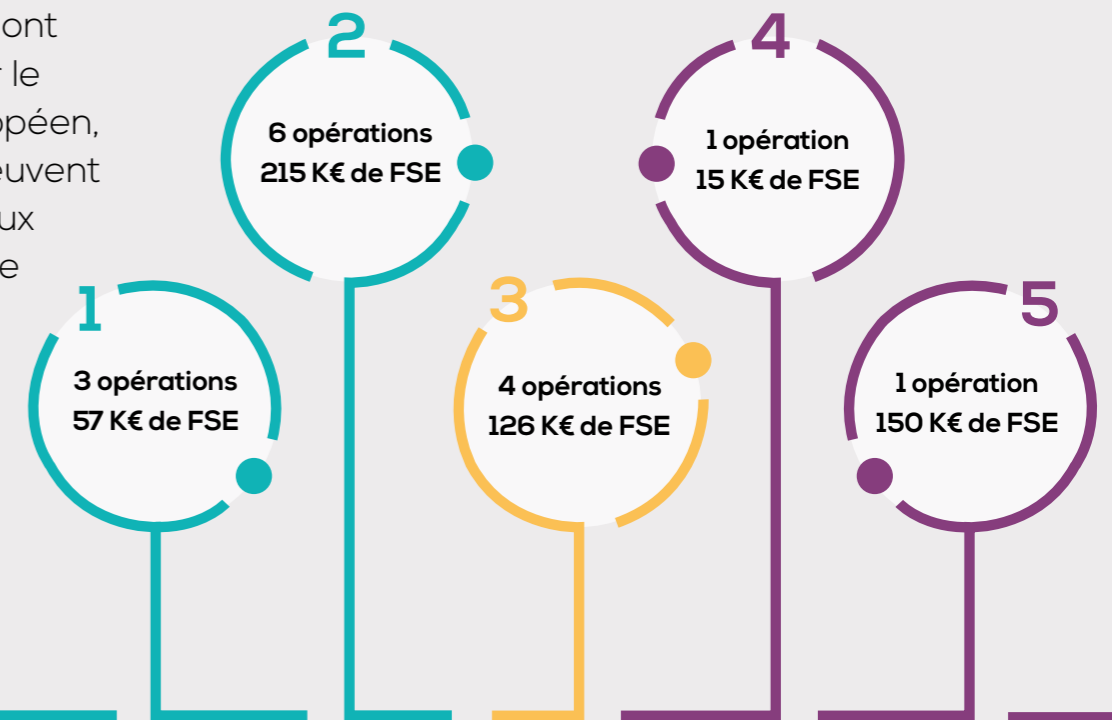 ont
le
opéen,
euvent
ux
e
1
3 opérations
57 K€ de FSE
2
6 opérations
215 K€ de FSE
3
4 opérations
126 K€ de FSE
4
1 opération
15 K€ de FSE
5
1 opération
150 K€ de FSE